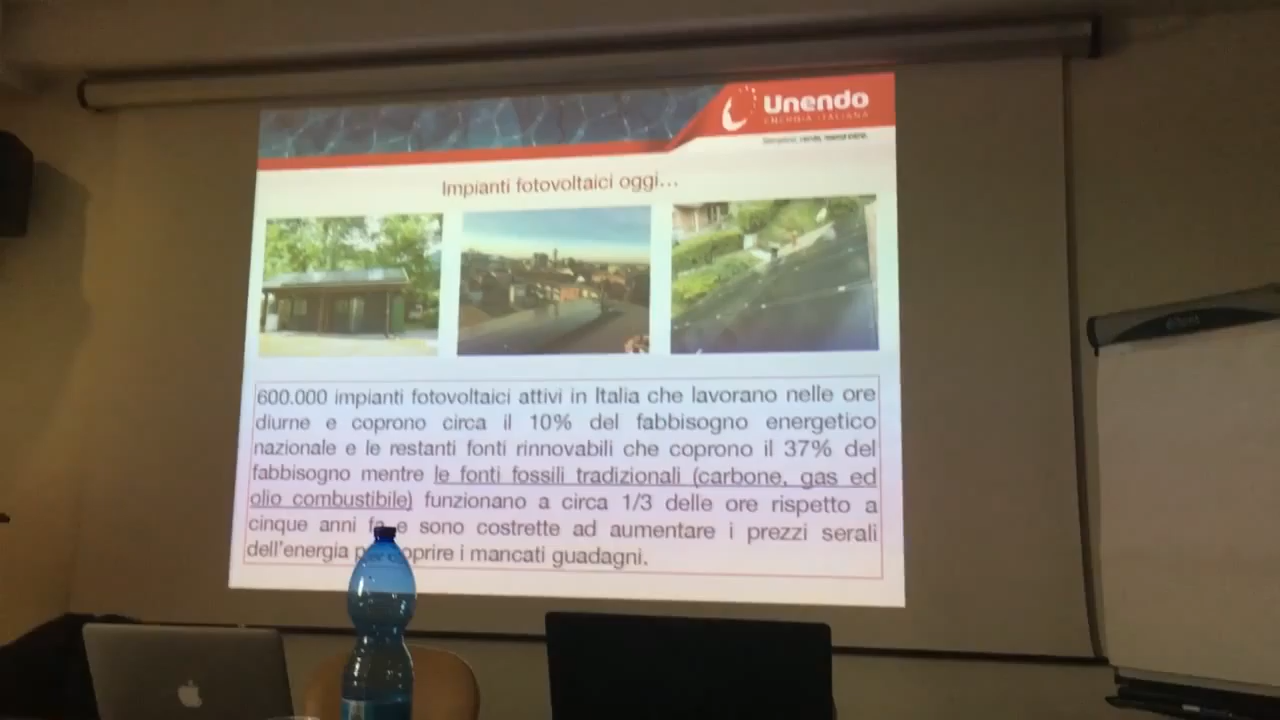 Unendo
ENERGIA ITALIANA
Impianti fotovoltaici oggi...
600.000 impianti fotovoltaici attivi in Italia che lavorano nelle ore
diurne e coprono circa il 10% del fabbisogno energetico
nazionale e le restanti fonti rinnovabili che coprono il 37% del
fabbisogno mentre le fonti fossili tradizionali (carbone, gas ed
olio combustibile) funzionano a circa 1/3 delle ore rispetto a
cinque anni fa e sono costrette ad aumentare i prezzi serali
dell'energia per coprire i mancati guadagni.